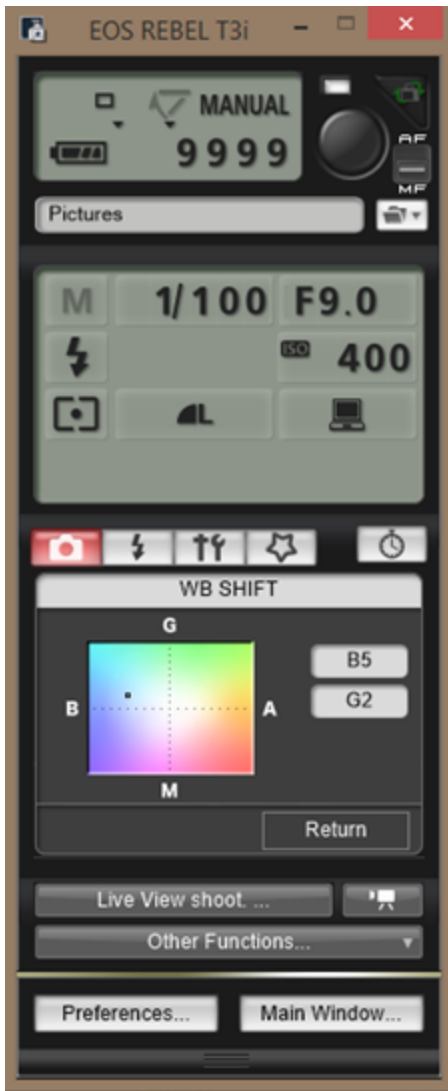 EOS REBEL T3i
MANUAL
9999
AF
MF
Pictures
M 1/100 F9.0
ISO 400
L
WB SHIFT
G
B5
B A
G2
M
Return
Live View shoot. ...
Other Functions...
Preferences... Main Window...